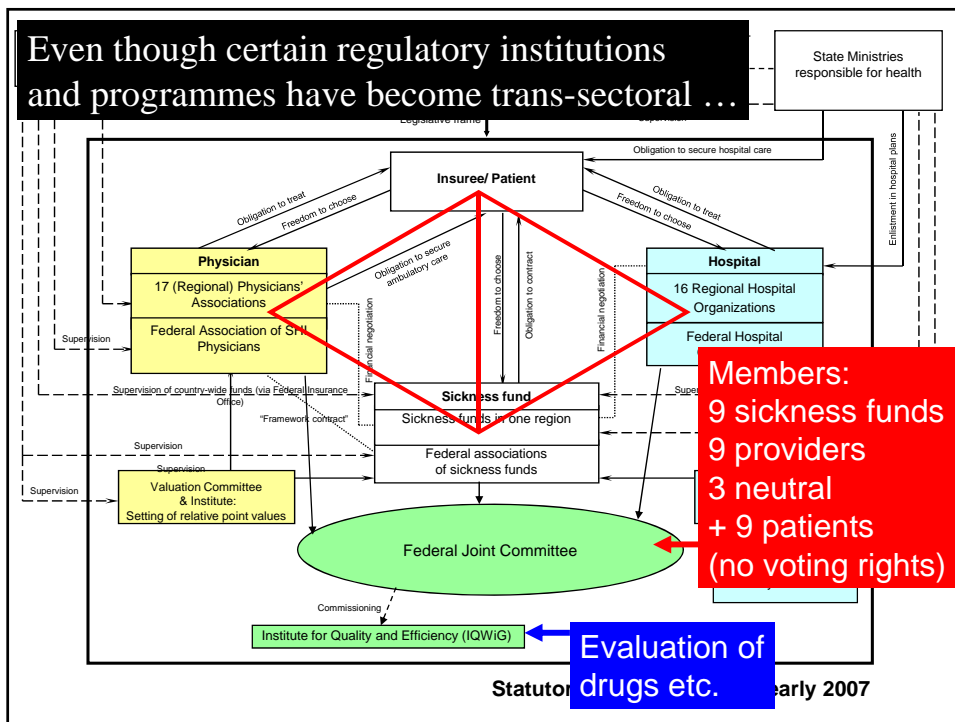 Even though certain regulatory institutions
and programmes have become trans-sectoral …
State Ministries
responsible for health
Legislative frame
Supervision
Obligation to secure hospital care
Enlistment in hospital plans
Insuree/ Patient
Obligation to treat
Freedom to choose
Obligation to secure
ambulatory care
Freedom to choose
Obligation to contract
Obligation to treat
Freedom to choose
Physician
17 (Regional) Physicians'
Associations
Federal Association of SHI
Physicians
Financial negotiation
Financial negotiation
Hospital
16 Regional Hospital
Organizations
Federal Hospital
Supervision
Supervision of country-wide funds (via Federal Insurance
Office)
"Framework contract"
Sickness fund
Sickness funds in one region
Federal associations
of sickness funds
Supervision
Supervision
Supervision
Valuation Committee
& Institute:
Setting of relative point values
Members:
9 sickness funds
9 providers
3 neutral
+ 9 patients
(no voting rights)
Federal Joint Committee
Commissioning
Institute for Quality and Efficiency (IQWiG)
Evaluation of
drugs etc.
early 2007